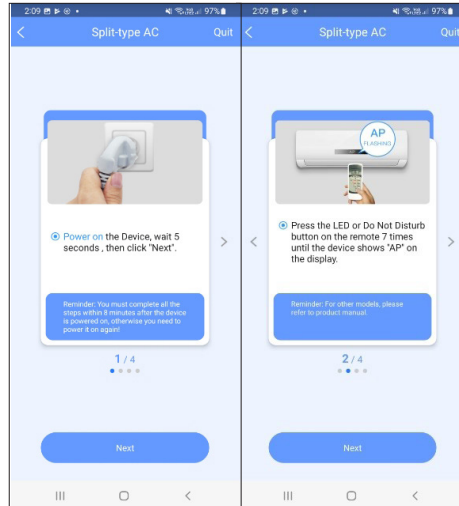 2:09
97%
Split-type AC
Quit
Power on the Device, wait 5
seconds , then click "Next".
Reminder: You must complete all the
steps within 8 minutes after the device
is powered on, otherwise you need to
power it on again!
1 / 4
Next
2:09
97%
Split-type AC
Quit
AP
FLASHING
Press the LED or Do Not Disturb
button on the remote 7 times
until the device shows "AP" on
the display.
Reminder: For other models, please
refer to product manual.
2 / 4
Next